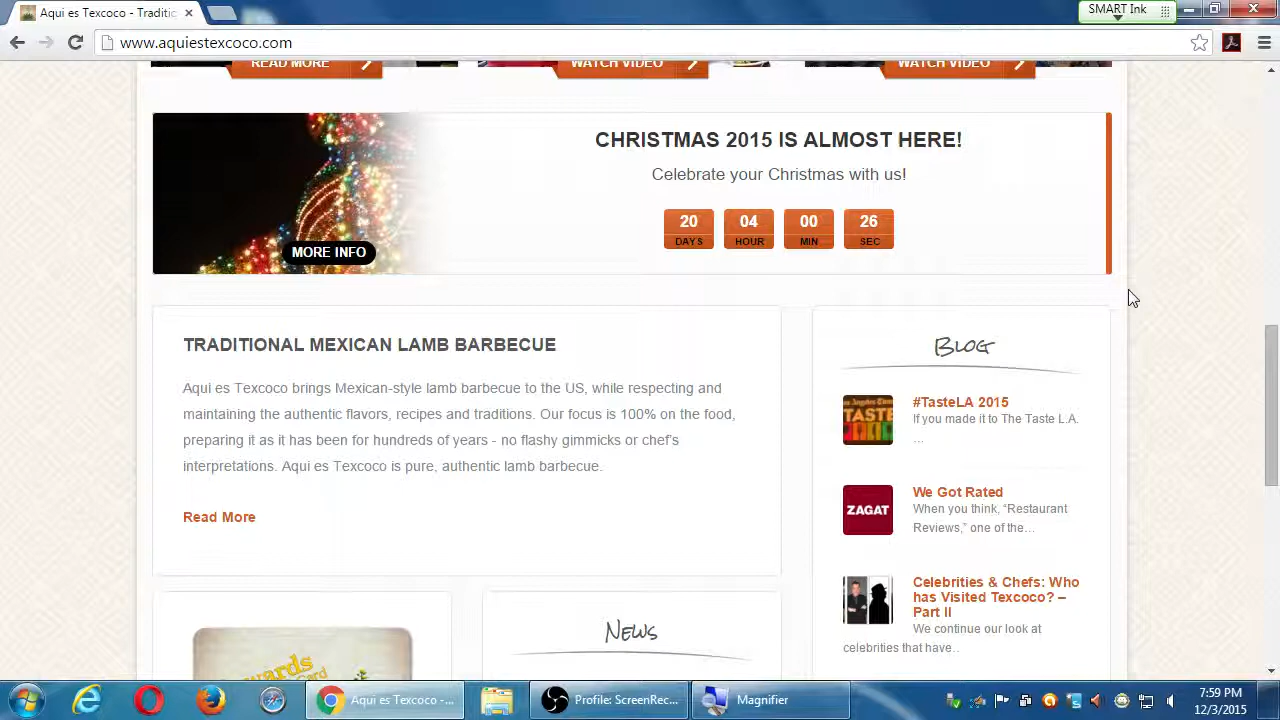 Aqui es Texcoco - Traditic
SMART Ink
www.aquiestexcoco.com
READ MORE
WATCH VIDEO
WATCH VIDEO
CHRISTMAS 2015 IS ALMOST HERE!
Celebrate your Christmas with us!
20 04 00 26
DAYS HOUR MIN SEC
MORE INFO
TRADITIONAL MEXICAN LAMB BARBECUE
Aqui es Texcoco brings Mexican-style lamb barbecue to the US, while respecting and
maintaining the authentic flavors, recipes and traditions. Our focus is 100% on the food,
preparing it as it has been for hundreds of years - no flashy gimmicks or chef's
interpretations. Aqui es Texcoco is pure, authentic lamb barbecue.
Read More
Blog
TASTE
#TasteLA 2015
If you made it to The Taste L.A.
...
ZAGAT
We Got Rated
When you think, “Restaurant
Reviews,” one of the...
Celebrities & Chefs: Who
has Visited Texcoco? –
Part II
We continue our look at
celebrities that have..
News
Aqui es Texcoco -...
Profile: ScreenRec...
Magnifier
7:59 PM
12/3/2015